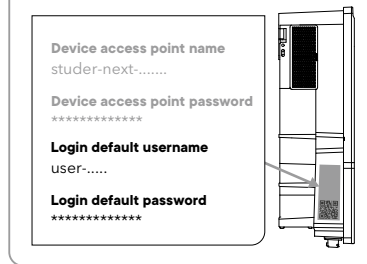 Device access point name
studer-next-.......
Device access point password
*************
Login default username
user-.....
Login default password
*************